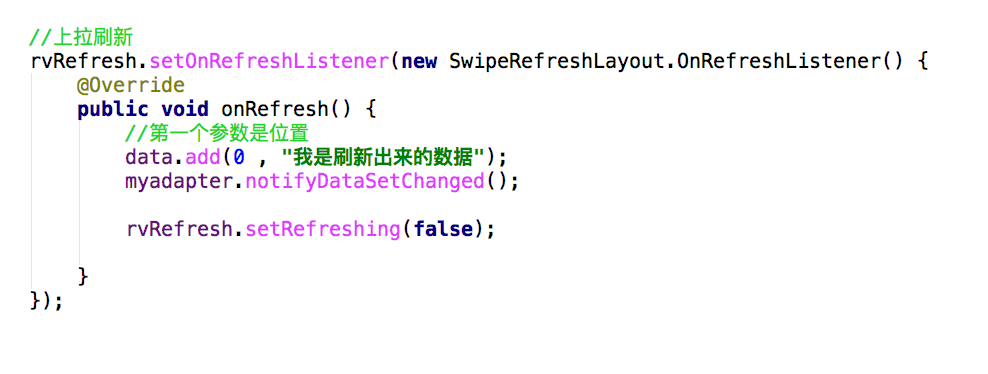 //上拉刷新
rvRefresh.setOnRefreshListener(new SwipeRefreshLayout.OnRefreshListener() {
    @Override
    public void onRefresh() {
        //第一个参数是位置
        data.add(0 , "我是刷新出来的数据");
        myadapter.notifyDataSetChanged();
        rvRefresh.setRefreshing(false);
    }
});